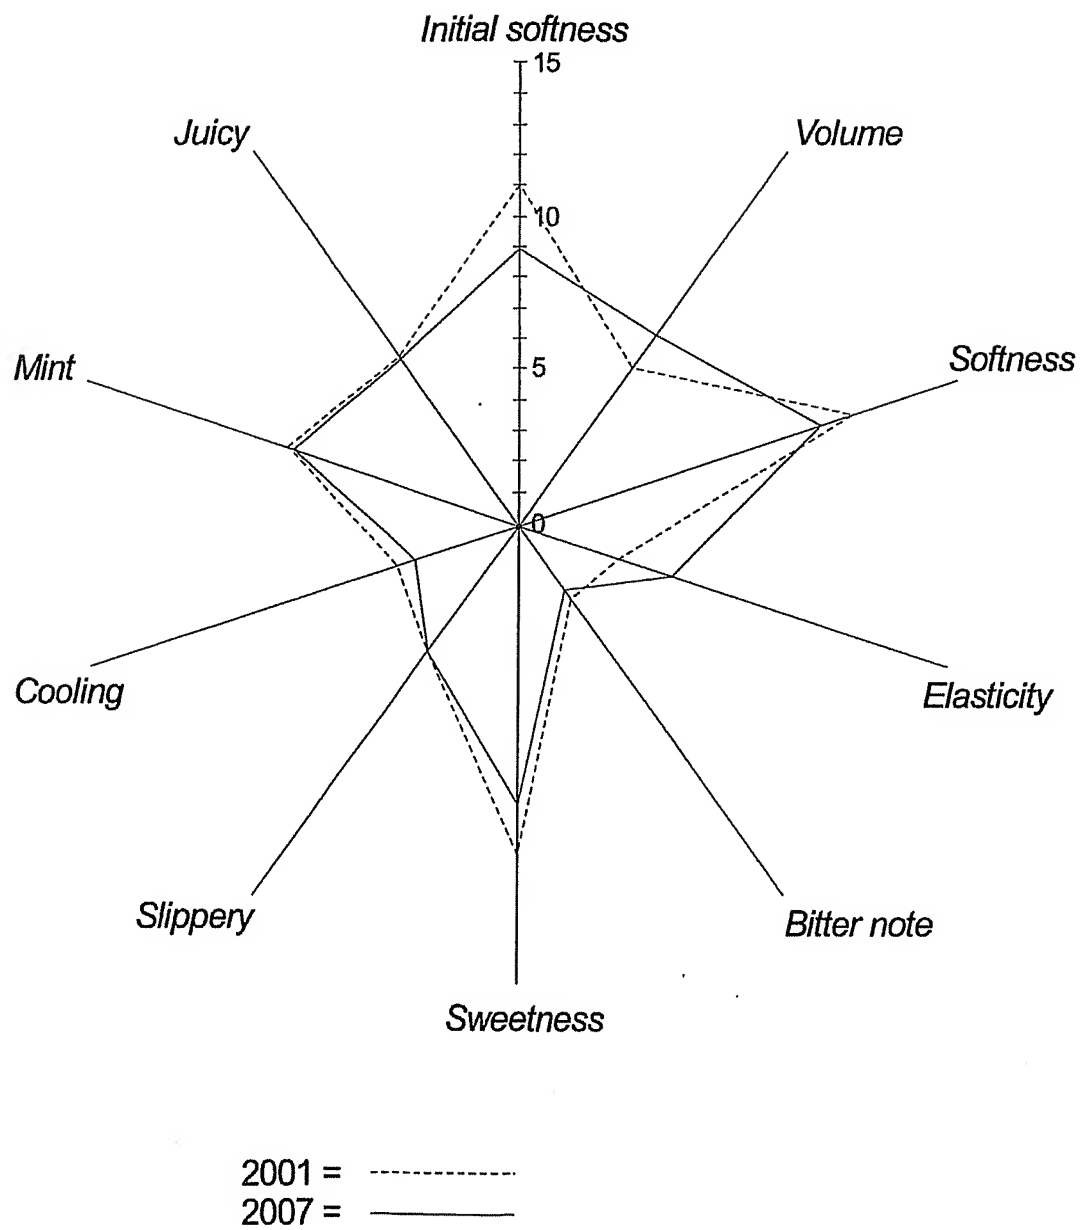 Initial softness
15
Juicy
Volume
10
Mint
5
Softness
0
Cooling
Elasticity
Slippery
Bitter note
Sweetness
2001 =
2007 =